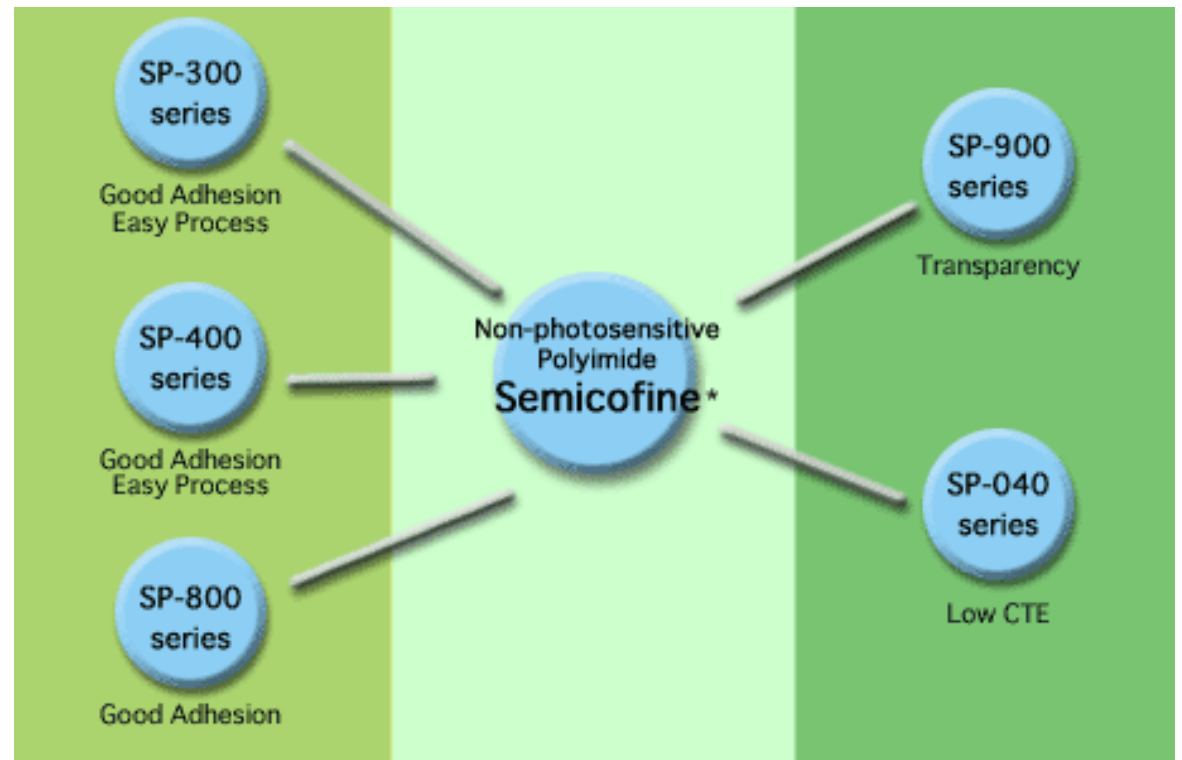 SP-300
series
Good Adhesion
Easy Process
SP-400
series
Good Adhesion
Easy Process
SP-800
series
Good Adhesion
Non-photosensitive
Polyimide
Semicofine*
SP-900
series
Transparency
SP-040
series
Low CTE